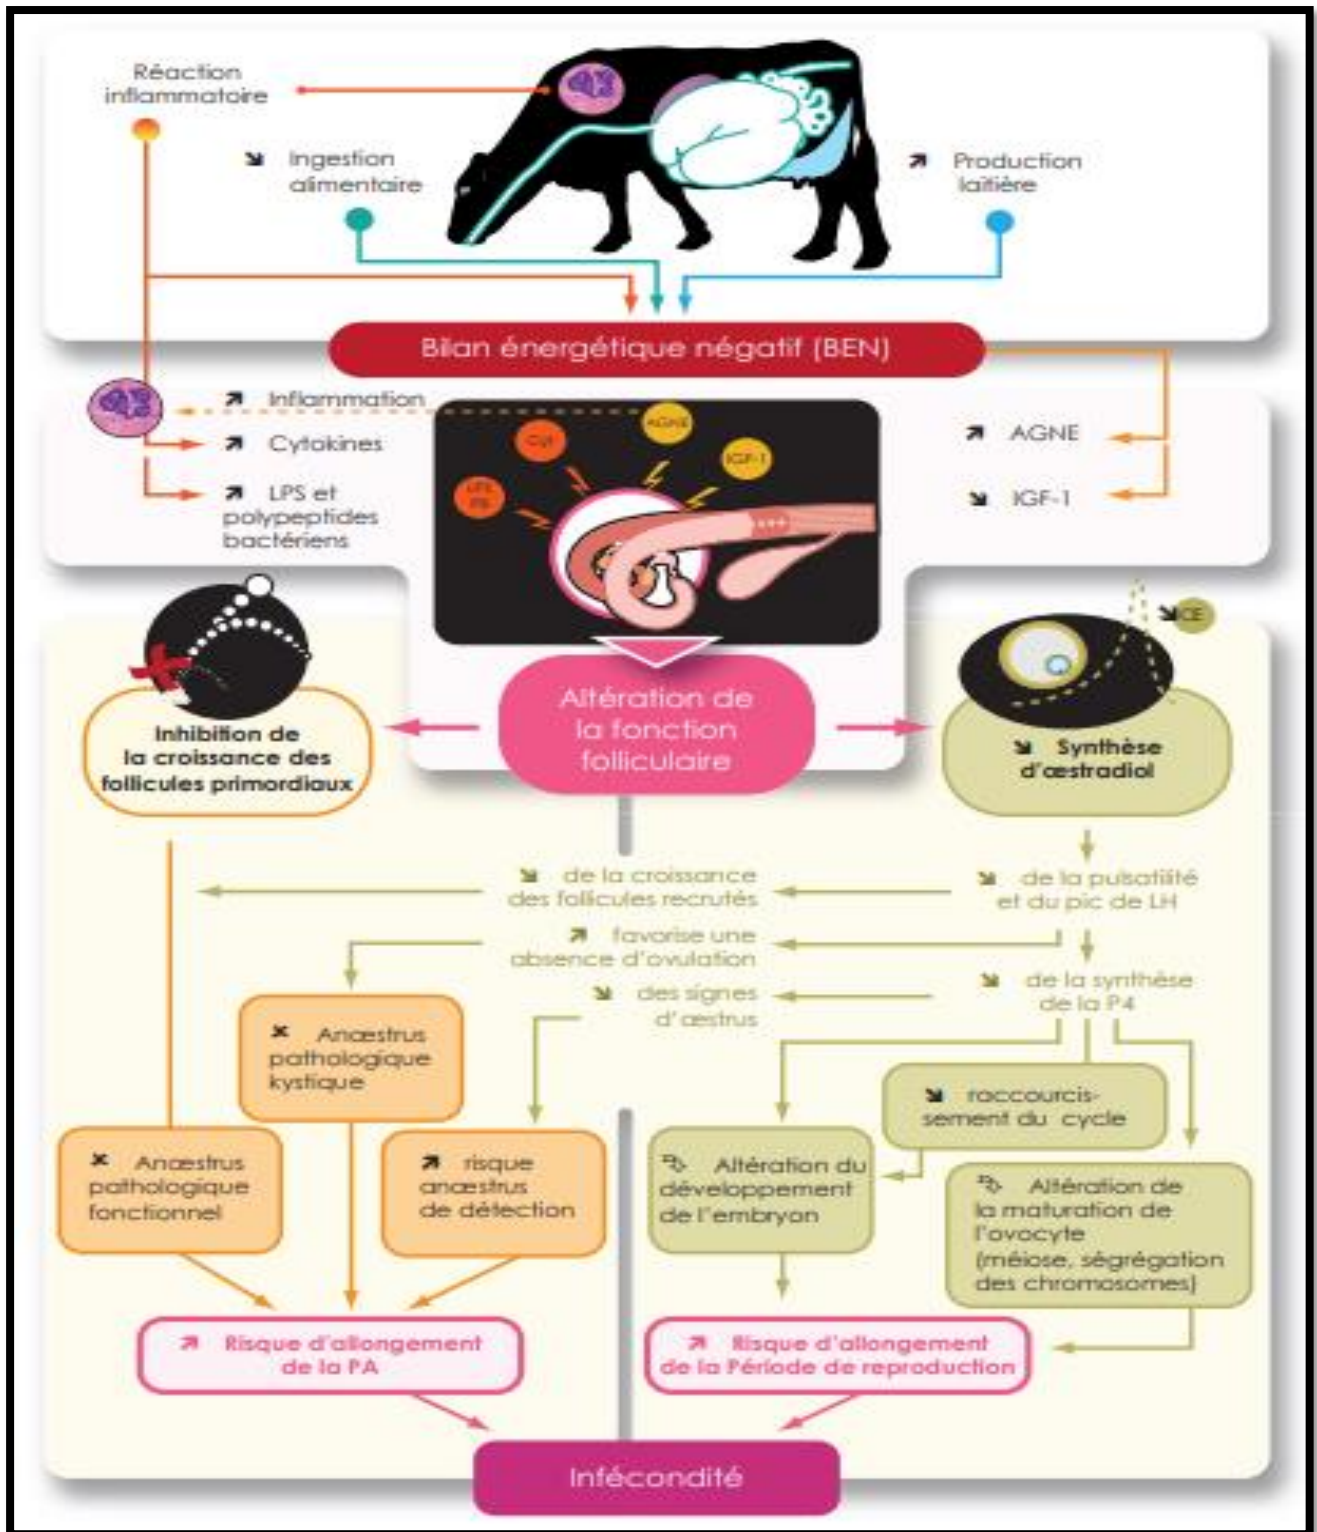 Réaction
inflammatoire
Ingestion
alimentaire
Production
laitière
Bilan énergétique négatif (BEN)
Inflammation
Cytokines
LPS et
polypeptides
bactériens
AGNE
IGF-1
AGNE
IGF-1
Inhibition de
la croissance des
follicules primordiaux
Altération de
la fonction
folliculaire
Synthèse
d'œstradiol
de la croissance
des follicules recrutés
de la pulsatilité
et du pic de LH
favorise une
absence d'ovulation
des signes
d'œstrus
de la synthèse
de la P4
Anœstrus
pathologique
kystique
raccourcis-
sement du cycle
Anœstrus
pathologique
fonctionnel
risque
anœstrus
de détection
Altération du
développement
de l'embryon
Altération de
la maturation de
l'ovocyte
(méiose, ségrégation
des chromosomes)
Risque d'allongement
de la PA
Risque d'allongement
de la Période de reproduction
Infécondité